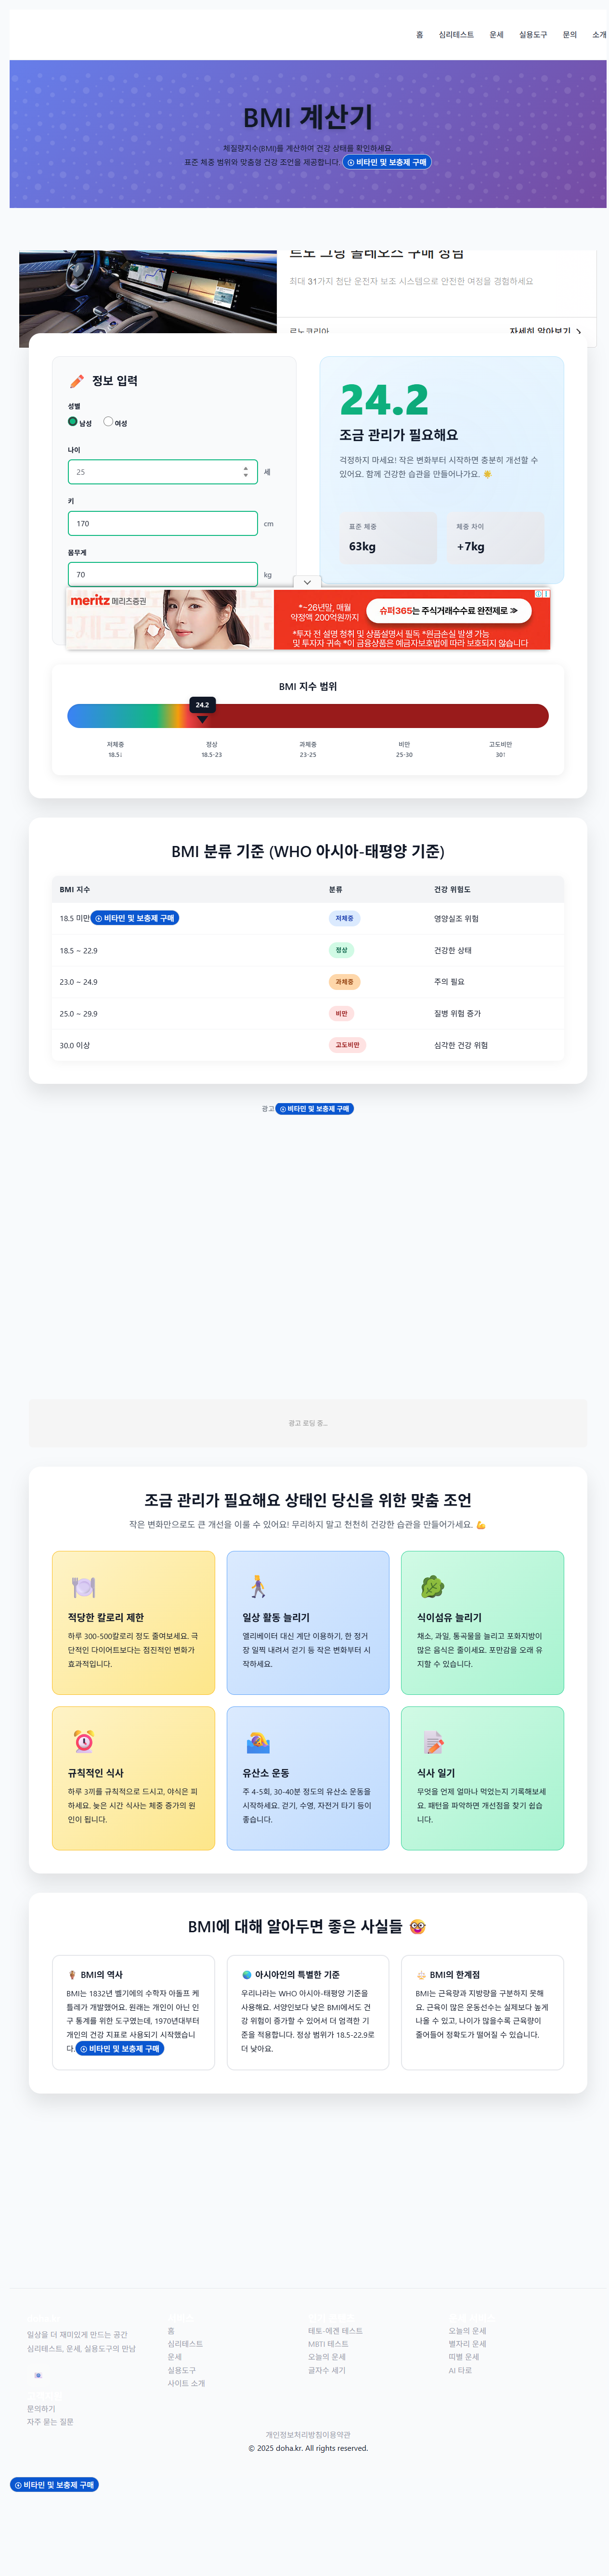 홈 심리테스트 운세 실용도구 문의 소개
BMI 계산기
체질량지수(BMI)를 계산하여 건강 상태를 확인하세요.
표준 체중 범위와 맞춤형 건강 조언을 제공합니다. 비타민 및 보충제 구매
르노 그랑 콜레오스 구매 상담
최대 31가지 첨단 운전자 보조 시스템으로 안전한 여정을 경험하세요
르노코리아 자세히 알아보기
정보 입력
성별
남성 여성
나이
25 세
키
170 cm
몸무게
70 kg
24.2
조금 관리가 필요해요
걱정하지 마세요! 작은 변화부터 시작하면 충분히 개선할 수
있어요. 함께 건강한 습관을 만들어나가요. ☀️
표준 체중
63kg
체중 차이
+7kg
meritz 메리츠증권
*~26년말, 매월
약정액 200억원까지
슈퍼365는 주식거래수수료 완전제로 ≫
*투자 전 설명 청취 및 상품설명서 필독 *원금손실 발생 가능
및 투자자 귀속 *이 금융상품은 예금자보호법에 따라 보호되지 않습니다
BMI 지수 범위
24.2
저체중 정상 과체중 비만 고도비만
18.5↓ 18.5-23 23-25 25-30 30↑
BMI 분류 기준 (WHO 아시아-태평양 기준)
BMI 지수 분류 건강 위험도
18.5 미만 비타민 및 보충제 구매 저체중 영양실조 위험
18.5 ~ 22.9 정상 건강한 상태
23.0 ~ 24.9 과체중 주의 필요
25.0 ~ 29.9 비만 질병 위험 증가
30.0 이상 고도비만 심각한 건강 위험
광고 비타민 및 보충제 구매
광고 로딩 중...
조금 관리가 필요해요 상태인 당신을 위한 맞춤 조언
작은 변화만으로도 큰 개선을 이룰 수 있어요! 무리하지 말고 천천히 건강한 습관을 만들어가세요. 💪
적당한 칼로리 제한
하루 300-500칼로리 정도 줄여보세요. 극
단적인 다이어트보다는 점진적인 변화가
효과적입니다.
일상 활동 늘리기
엘리베이터 대신 계단 이용하기, 한 정거
장 일찍 내려서 걷기 등 작은 변화부터 시
작하세요.
식이섬유 늘리기
채소, 과일, 통곡물을 늘리고 포화지방이
많은 음식은 줄이세요. 포만감을 오래 유
지할 수 있습니다.
규칙적인 식사
하루 3끼를 규칙적으로 드시고, 야식은 피
하세요. 늦은 시간 식사는 체중 증가의 원
인이 됩니다.
유산소 운동
주 4-5회, 30-40분 정도의 유산소 운동을
시작하세요. 걷기, 수영, 자전거 타기 등이
좋습니다.
식사 일기
무엇을 언제 얼마나 먹었는지 기록해보세
요. 패턴을 파악하면 개선점을 찾기 쉽습
니다.
BMI에 대해 알아두면 좋은 사실들 🤓
BMI의 역사
BMI는 1832년 벨기에의 수학자 아돌프 케
틀레가 개발했어요. 원래는 개인이 아닌 인
구 통계를 위한 도구였는데, 1970년대부터
개인의 건강 지표로 사용되기 시작했습니
다. 비타민 및 보충제 구매
아시아인의 특별한 기준
우리나라는 WHO 아시아-태평양 기준을
사용해요. 서양인보다 낮은 BMI에서도 건
강 위험이 증가할 수 있어서 더 엄격한 기
준을 적용합니다. 정상 범위가 18.5-22.9로
더 낮아요.
BMI의 한계점
BMI는 근육량과 지방량을 구분하지 못해
요. 근육이 많은 운동선수는 실제보다 높게
나올 수 있고, 나이가 많을수록 근육량이
줄어들어 정확도가 떨어질 수 있습니다.
일상을 더 재미있게 만드는 공간
심리테스트, 운세, 실용도구의 만남
문의하기
자주 묻는 질문
홈
심리테스트
운세
실용도구
사이트 소개
테토-에겐 테스트
MBTI 테스트
오늘의 운세
글자수 세기
오늘의 운세
별자리 운세
띠별 운세
AI 타로
개인정보처리방침이용약관
© 2025 doha.kr. All rights reserved.
비타민 및 보충제 구매